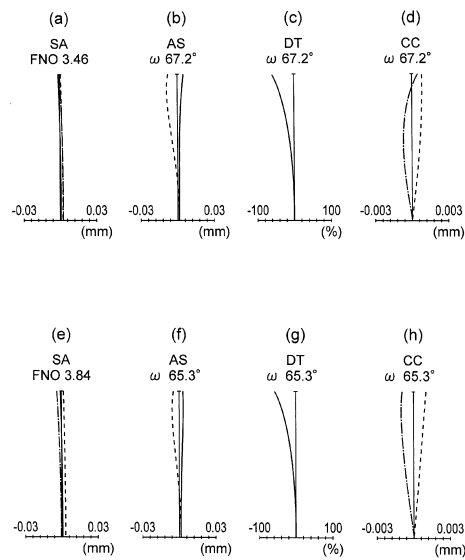 (a) (b) (c) (d)
SA AS DT CC
FNO 3.46 ω 67.2° ω 67.2° ω 67.2°
-0.03 0.03 -0.03 0.03 -100 100 -0.003 0.003
(mm) (mm) (%) (mm)
(e) (f) (g) (h)
SA AS DT CC
FNO 3.84 ω 65.3° ω 65.3° ω 65.3°
-0.03 0.03 -0.03 0.03 -100 100 -0.003 0.003
(mm) (mm) (%) (mm)